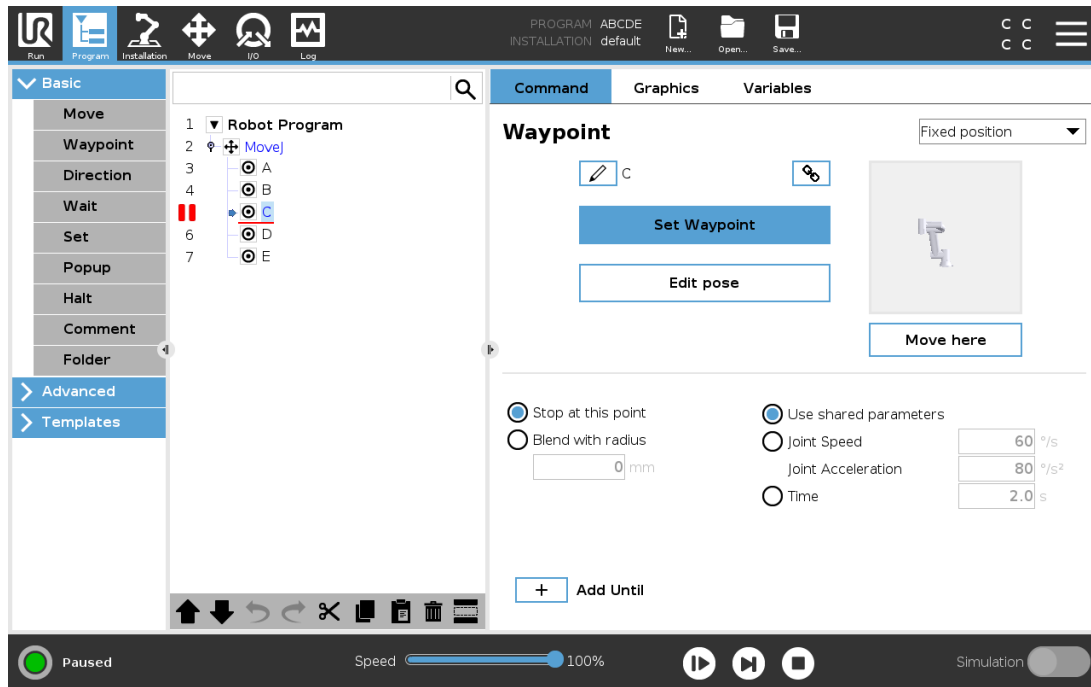 PROGRAM ABCDE
INSTALLATION default
UR
Run
Program
Installation
Move
I/O
Log
New...
Open...
Save...
C C
C C
Basic
Move
Waypoint
Direction
Wait
Set
Popup
Halt
Comment
Folder
Advanced
Templates
1 Robot Program
2 MoveJ
3 A
4 B
C
6 D
7 E
Command Graphics Variables
Waypoint
Fixed position
C
Set Waypoint
Edit pose
Move here
Stop at this point
Blend with radius
0 mm
Use shared parameters
Joint Speed 60 °/s
Joint Acceleration 80 °/s²
Time 2.0 s
+ Add Until
Paused
Speed 100%
Simulation